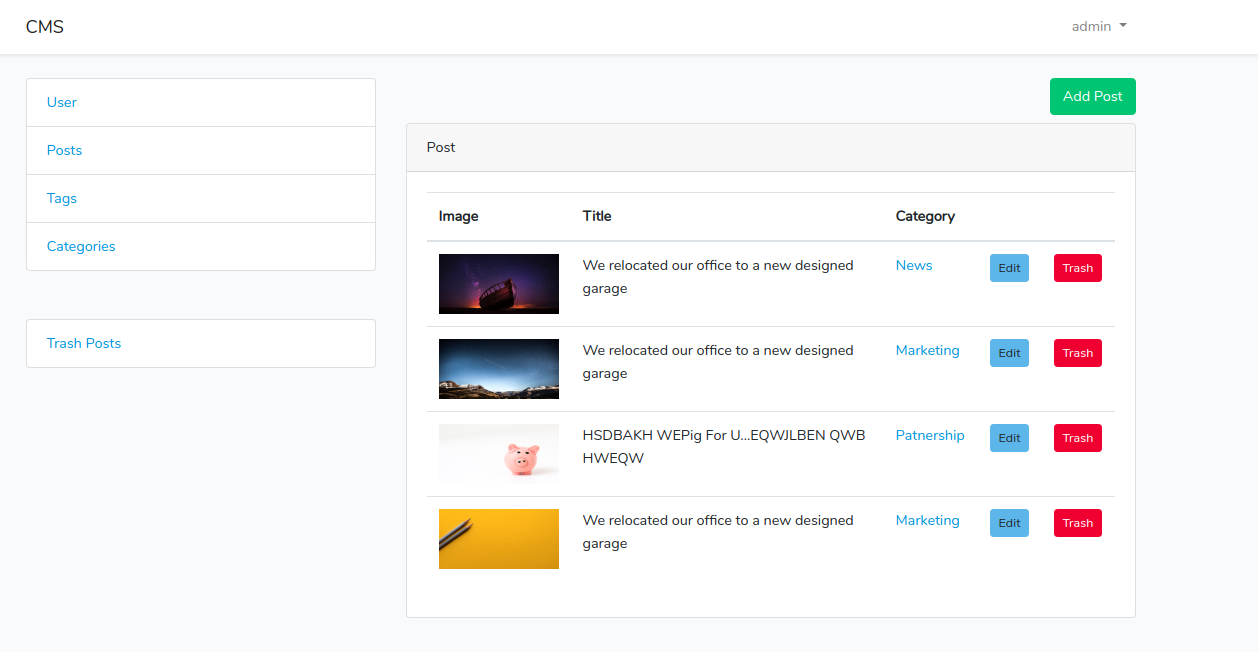 CMS
admin
User
Posts
Tags
Categories
Trash Posts
Add Post
Post
Image Title Category
We relocated our office to a new designed News Edit Trash
garage
We relocated our office to a new designed Marketing Edit Trash
garage
HSDBAKH WEPig For U...EQWJLBEN QWB Patnership Edit Trash
HWEQW
We relocated our office to a new designed Marketing Edit Trash
garage